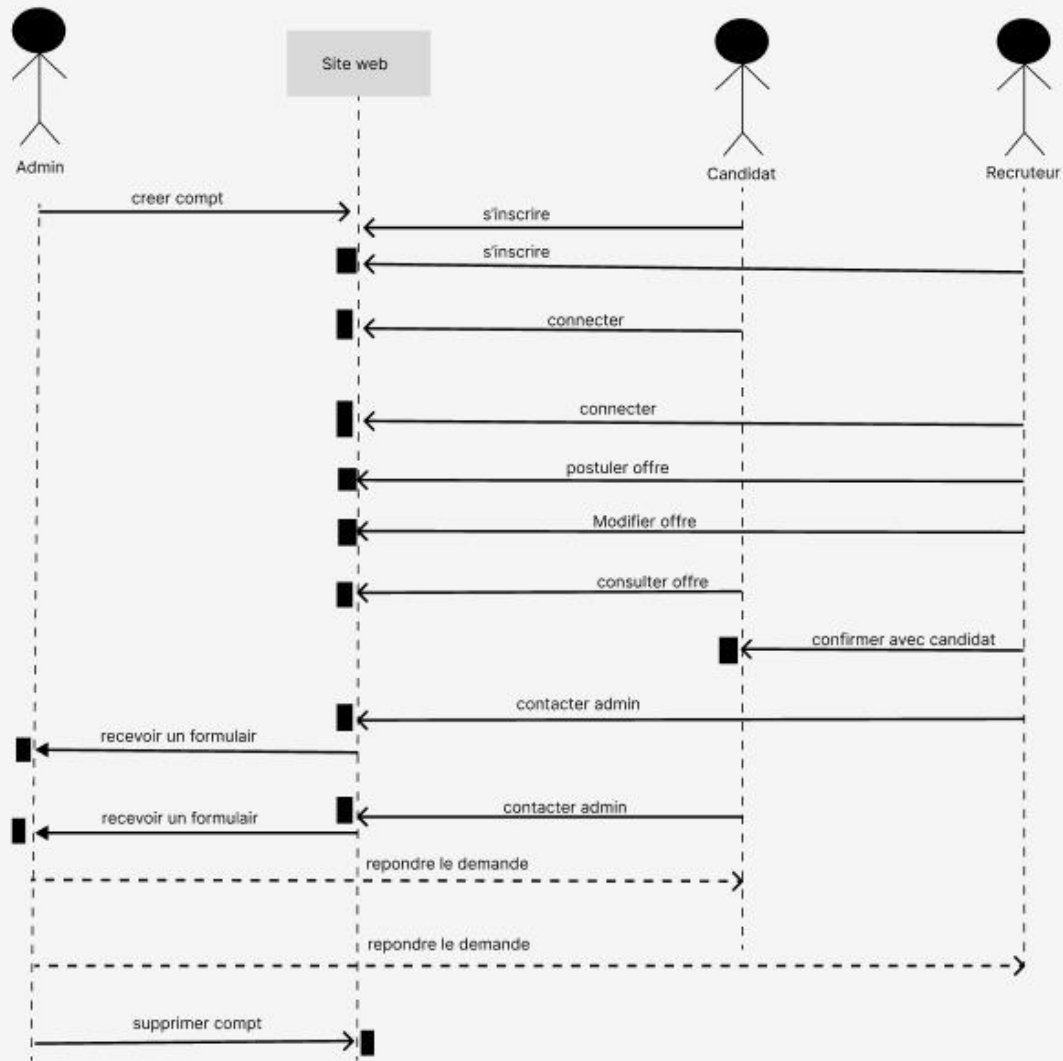 Site web
Admin
Candidat
Recruteur
creer compt
s'inscrire
s'inscrire
connecter
connecter
postuler offre
Modifier offre
consulter offre
confirmer avec candidat
contacter admin
recevoir un formulair
contacter admin
recevoir un formulair
repondre le demande
repondre le demande
supprimer compt